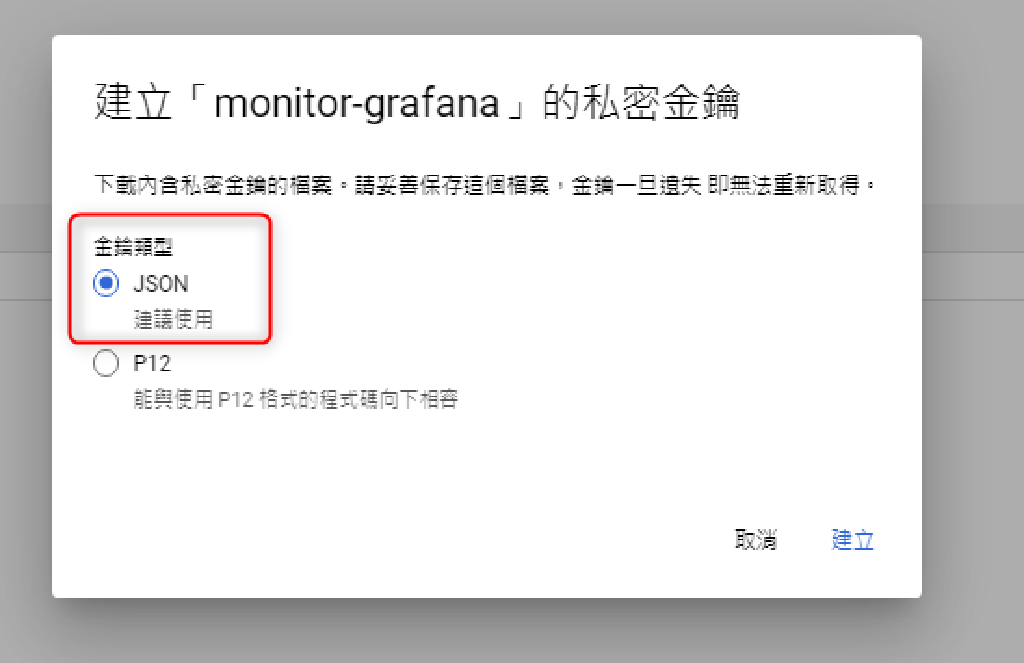 建立「monitor-grafana」的私密金鑰
下載內含私密金鑰的檔案。請妥善保存這個檔案，金鑰一旦遺失 即無法重新取得。
金鑰類型
JSON
建議使用
P12
能與使用 P12 格式的程式碼向下相容
取消
建立